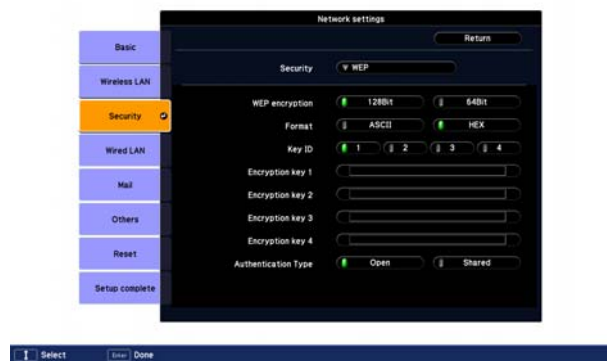 Network settings
Return
Basic
Wireless LAN
Security
Wired LAN
Mail
Others
Reset
Setup complete
Security WEP
WEP encryption 128Bit 64Bit
Format ASCII HEX
Key ID 1 2 3 4
Encryption key 1
Encryption key 2
Encryption key 3
Encryption key 4
Authentication Type Open Shared
Select Enter Done